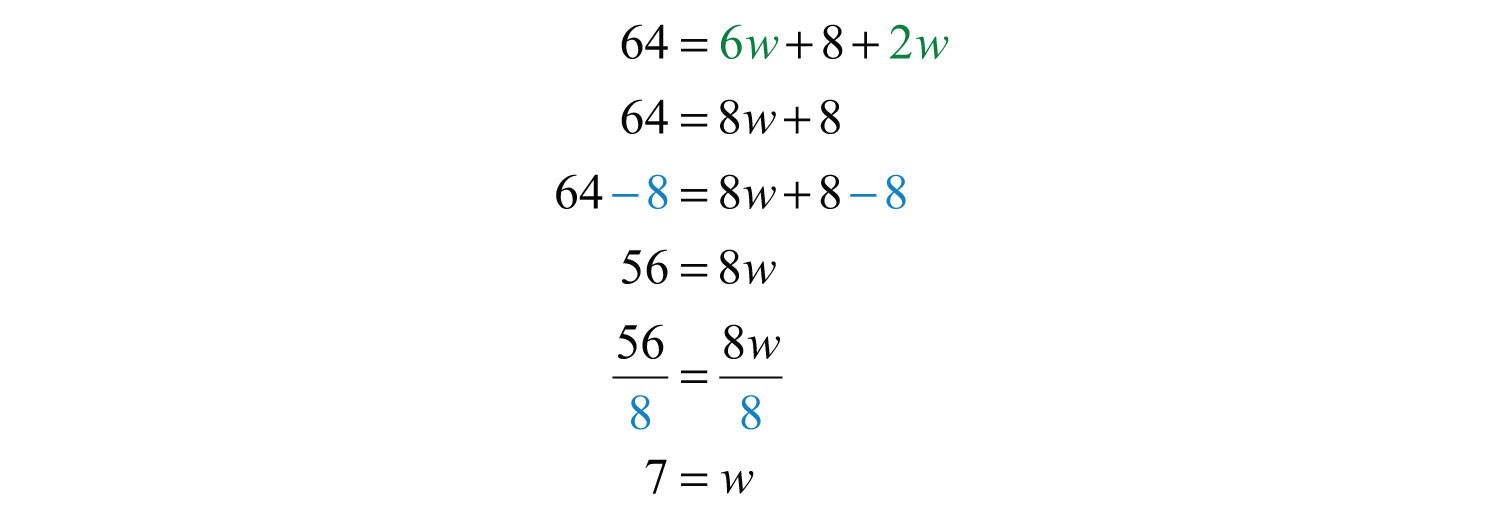 64 = 6w + 8 + 2w
64 = 8w + 8
64 − 8 = 8w + 8 − 8
56 = 8w
56/8 = 8w/8
7 = w